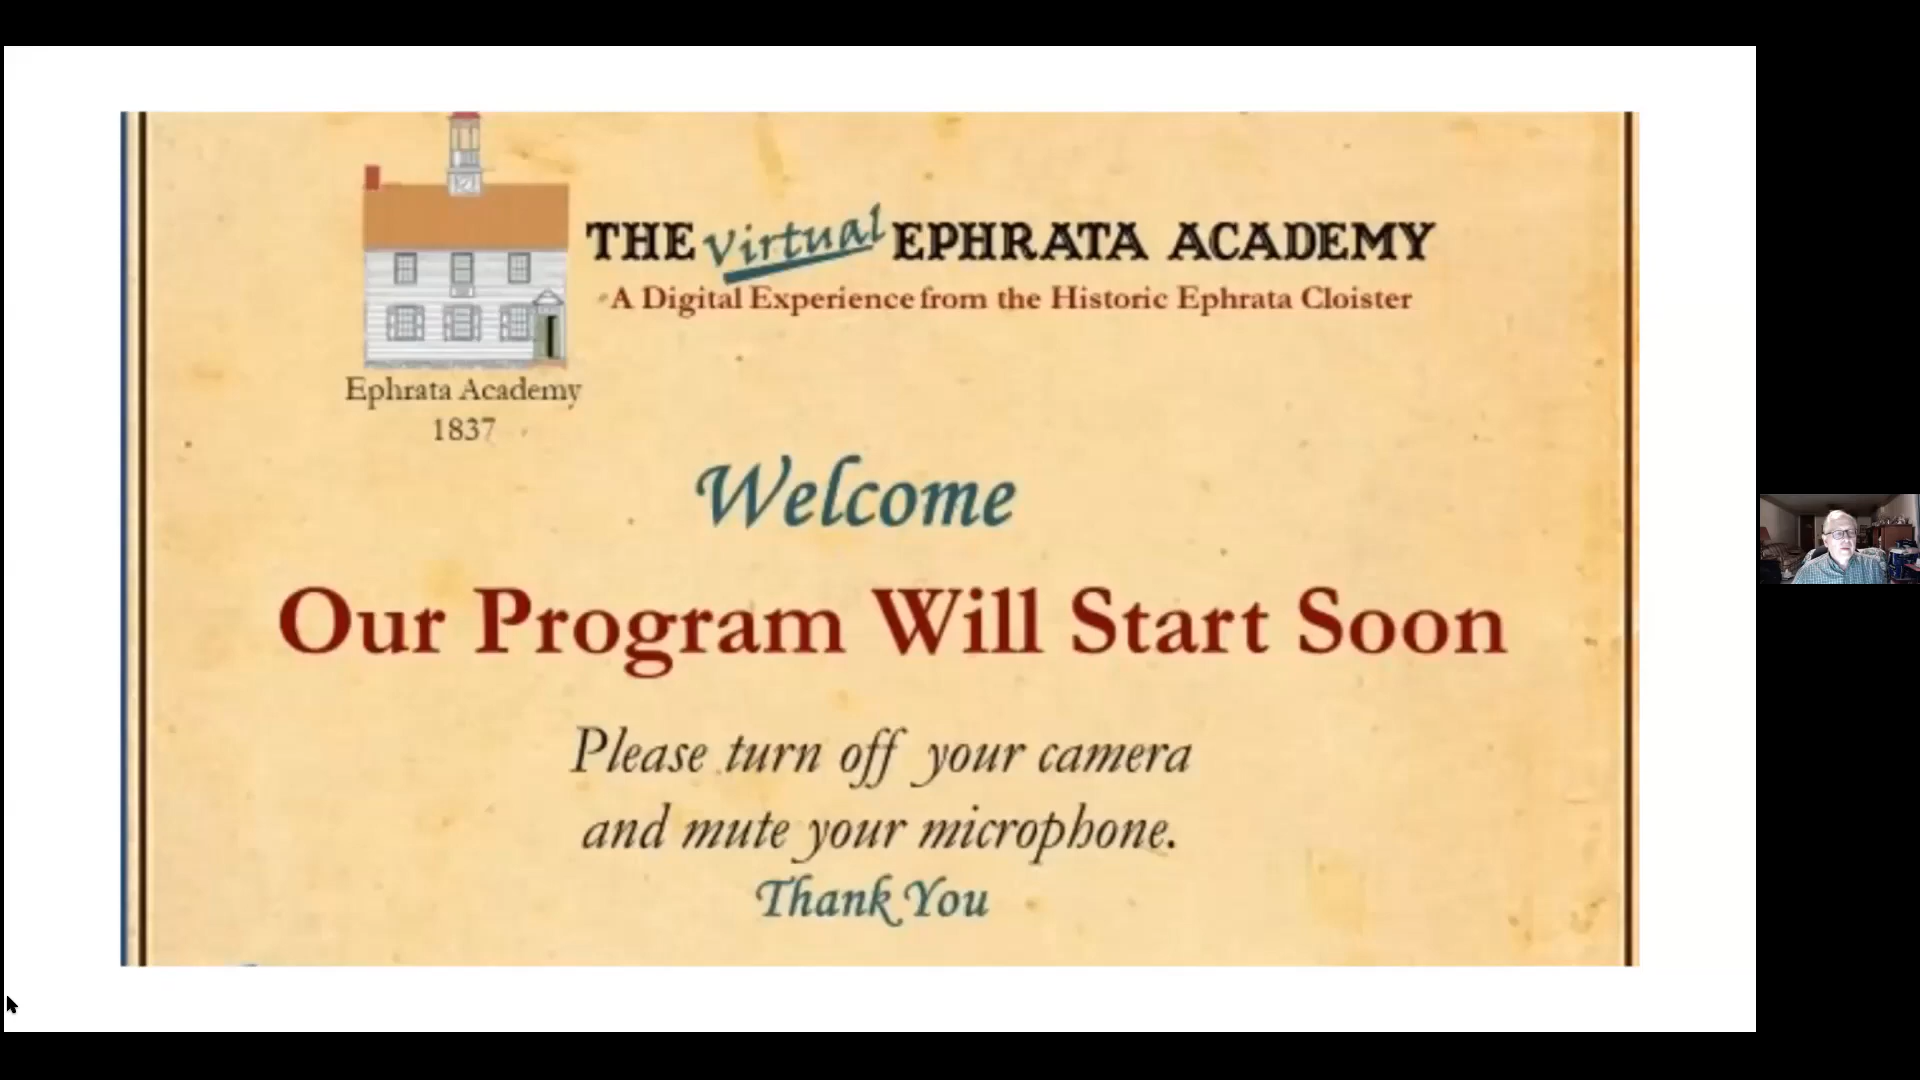 THE virtual EPHRATA ACADEMY
A Digital Experience from the Historic Ephrata Cloister
Ephrata Academy
1837
Welcome
Our Program Will Start Soon
Please turn off your camera
and mute your microphone.
Thank You